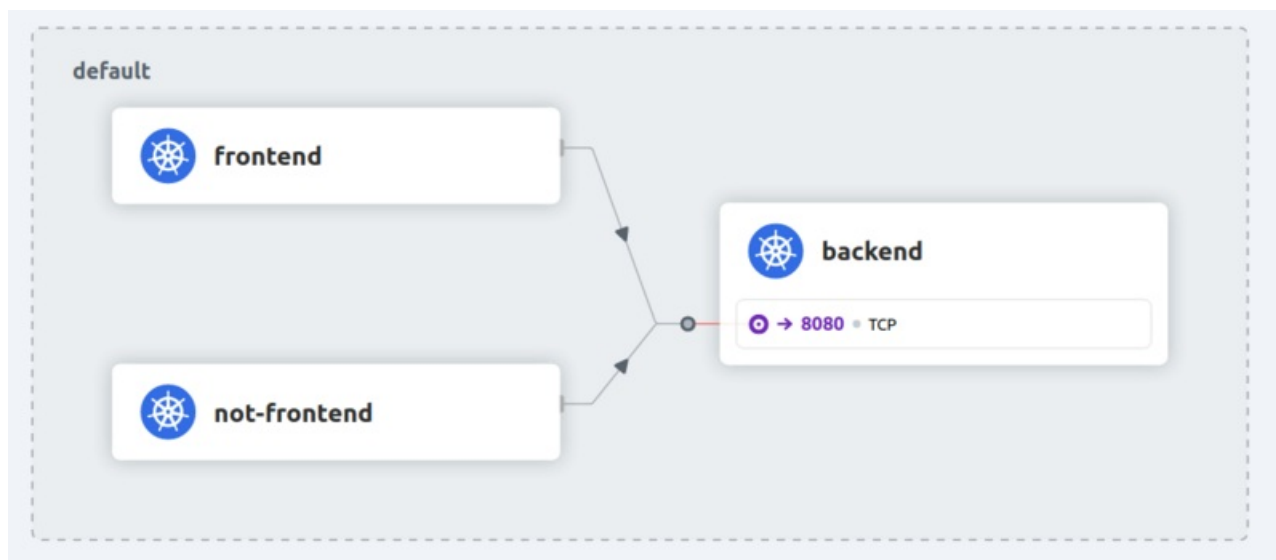 default
frontend
backend
→ 8080 • TCP
not-frontend